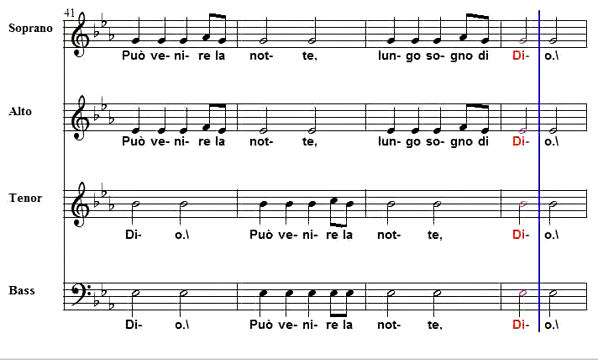 41
Soprano
Può ve- ni- re la not- te, lun- go so- gno di Di- o.\
Alto
Può ve- ni- re la not- te, lun- go so- gno di Di- o.\
Tenor
Di- o.\ Può ve- ni- re la not- te, Di- o.\
Bass
Di- o.\ Può ve- ni- re la not- te, Di- o.\